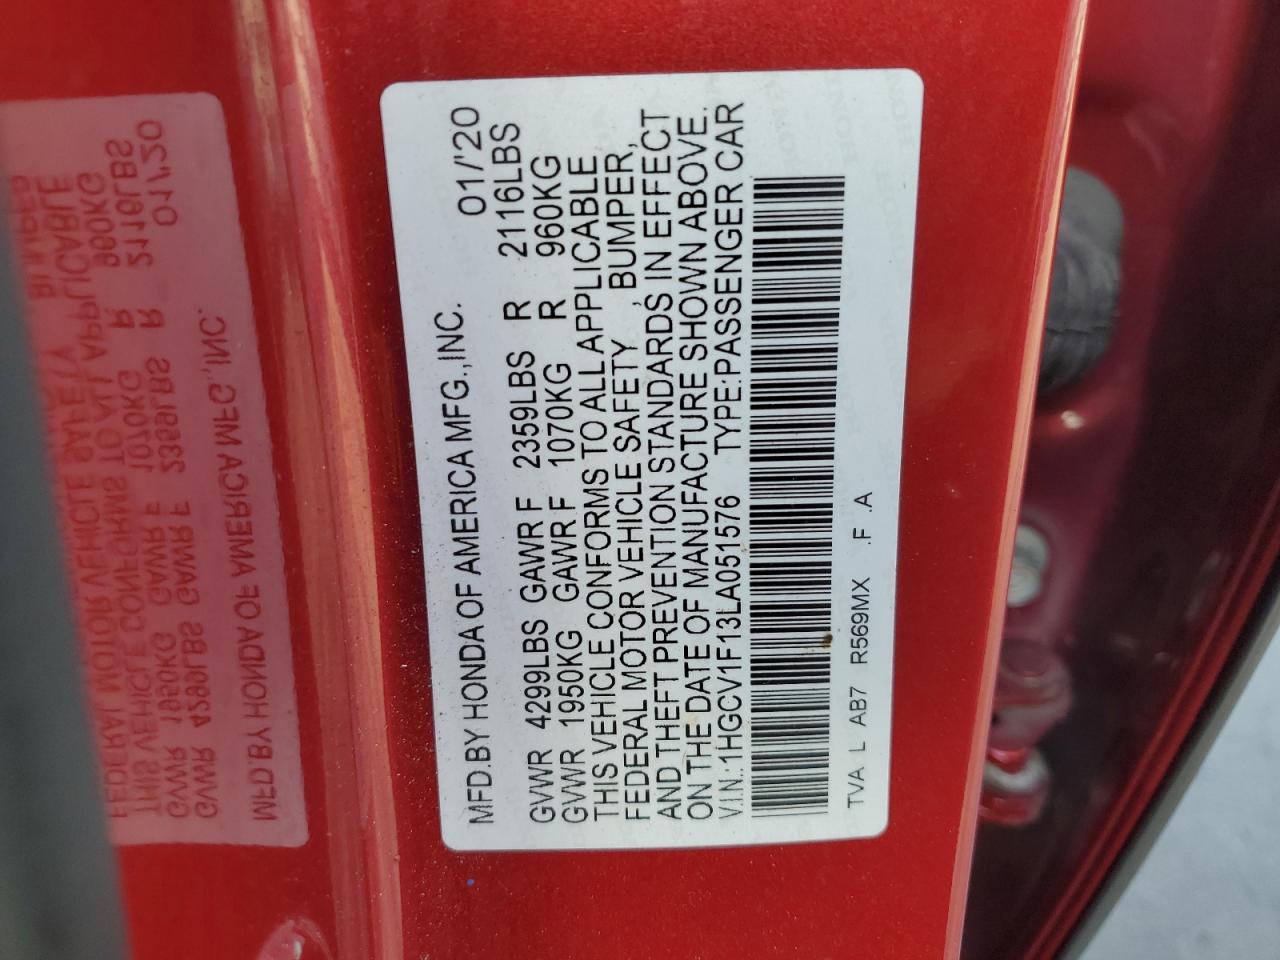 MFD.BY HONDA OF AMERICA MFG.,INC. 01/'20
GVWR 4299LBS GAWR F 2359LBS R 2116LBS
GVWR 1950KG GAWR F 1070KG R 960KG
THIS VEHICLE CONFORMS TO ALL APPLICABLE
FEDERAL MOTOR VEHICLE SAFETY, BUMPER,
AND THEFT PREVENTION STANDARDS IN EFFECT
ON THE DATE OF MANUFACTURE SHOWN ABOVE.
V.I.N.:1HGCV1F13LA051576 TYPE:PASSENGER CAR
TVA L AB7 R569MX .F .A